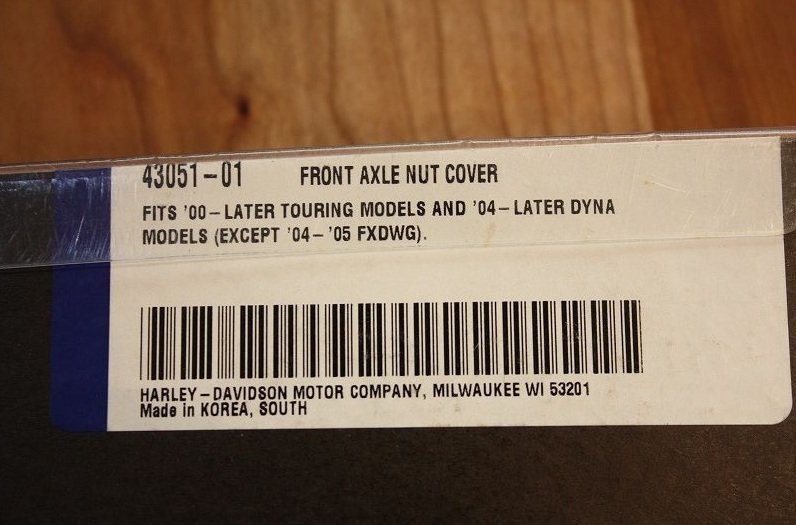 43051-01 FRONT AXLE NUT COVER
FITS '00-LATER TOURING MODELS AND '04-LATER DYNA
MODELS (EXCEPT '04-'05 FXDWG).
HARLEY-DAVIDSON MOTOR COMPANY, MILWAUKEE WI 53201
Made in KOREA, SOUTH